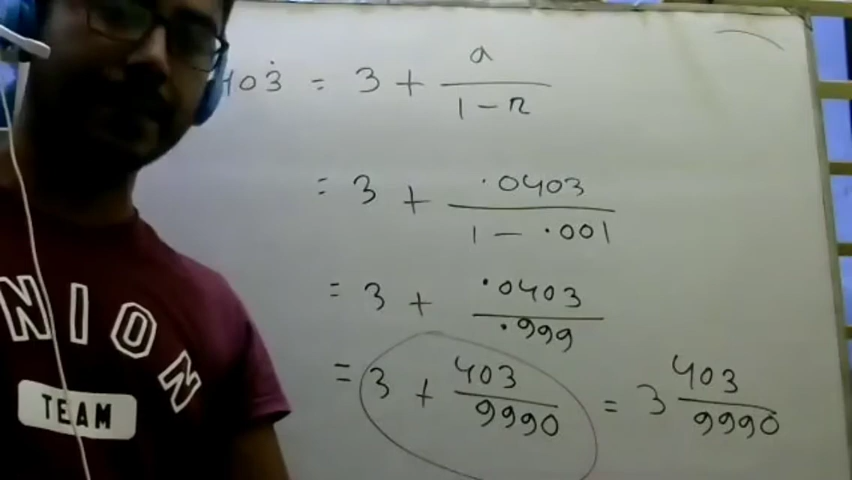 403̇ = 3 + a / 1 - r
= 3 + .0403 / 1 - .001
= 3 + .0403 / .999
= 3 + 403 / 9990 = 3 403 / 9990
NION
TEAM